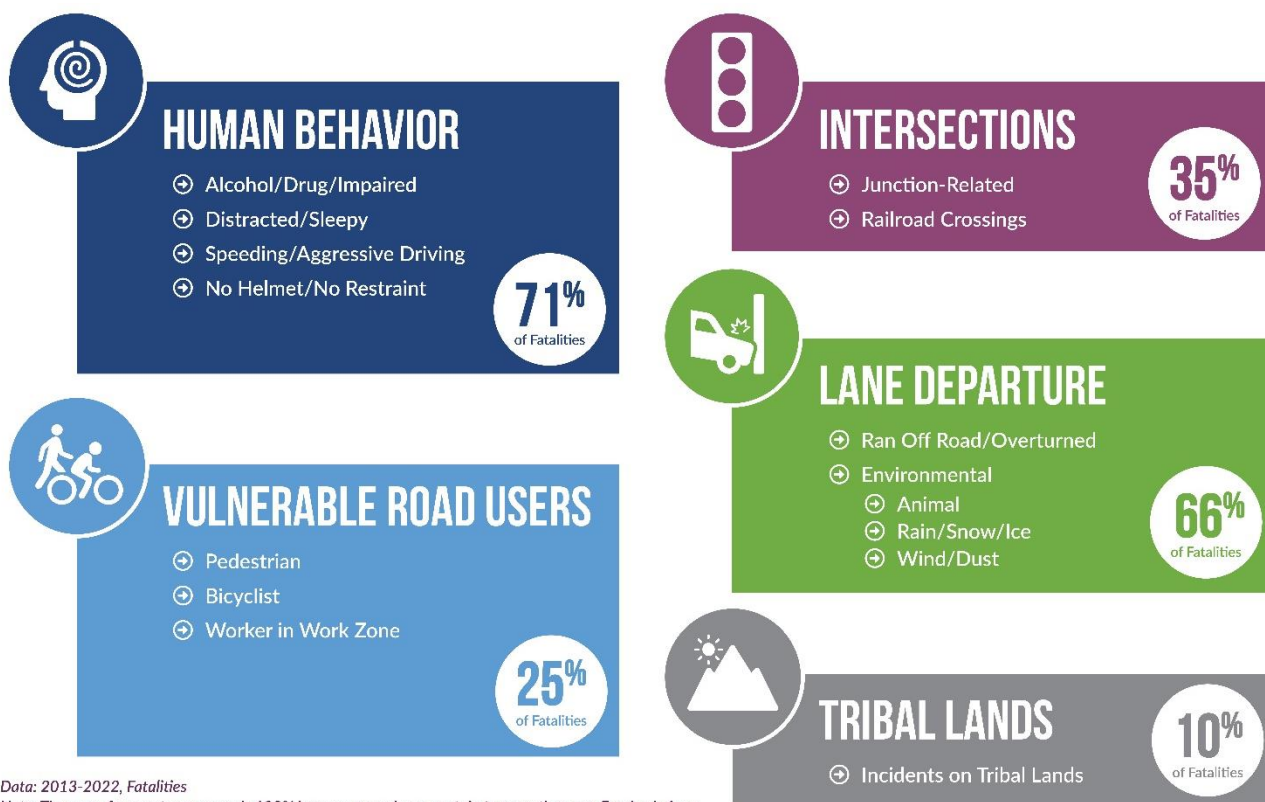 HUMAN BEHAVIOR
Alcohol/Drug/Impaired
Distracted/Sleepy
Speeding/Aggressive Driving
No Helmet/No Restraint
71%
of Fatalities
VULNERABLE ROAD USERS
Pedestrian
Bicyclist
Worker in Work Zone
25%
of Fatalities
INTERSECTIONS
Junction-Related
Railroad Crossings
35%
of Fatalities
LANE DEPARTURE
Ran Off Road/Overturned
Environmental
Animal
Rain/Snow/Ice
Wind/Dust
66%
of Fatalities
TRIBAL LANDS
Incidents on Tribal Lands
10%
of Fatalities
Data: 2013-2022, Fatalities